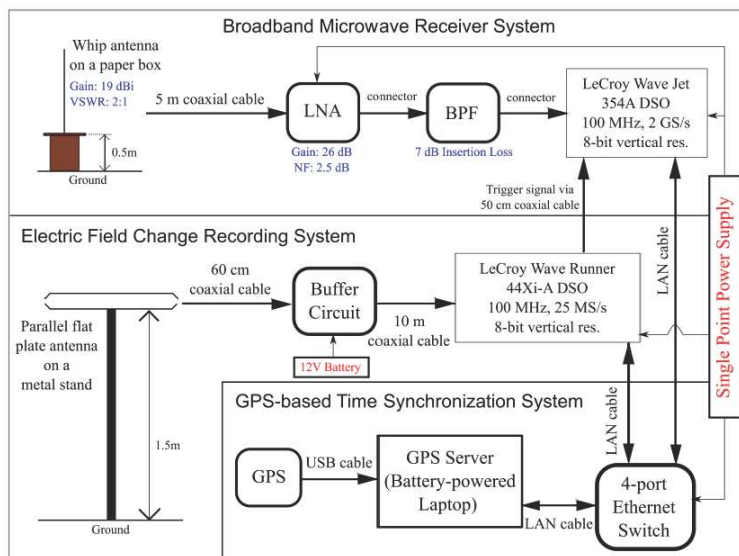 Broadband Microwave Receiver System
Whip antenna
on a paper box
Gain: 19 dBi
VSWR: 2:1
0.5m
Ground
5 m coaxial cable
LNA
Gain: 26 dB
NF: 2.5 dB
connector
BPF
7 dB Insertion Loss
connector
LeCroy Wave Jet
354A DSO
100 MHz, 2 GS/s
8-bit vertical res.
Trigger signal via
50 cm coaxial cable
LAN cable
Single Point Power Supply
Electric Field Change Recording System
Parallel flat
plate antenna
on a
metal stand
1.5m
Ground
60 cm
coaxial cable
Buffer
Circuit
12V Battery
10 m
coaxial cable
LeCroy Wave Runner
44Xi-A DSO
100 MHz, 25 MS/s
8-bit vertical res.
LAN cable
GPS-based Time Synchronization System
GPS
USB cable
GPS Server
(Battery-powered
Laptop)
LAN cable
4-port
Ethernet
Switch